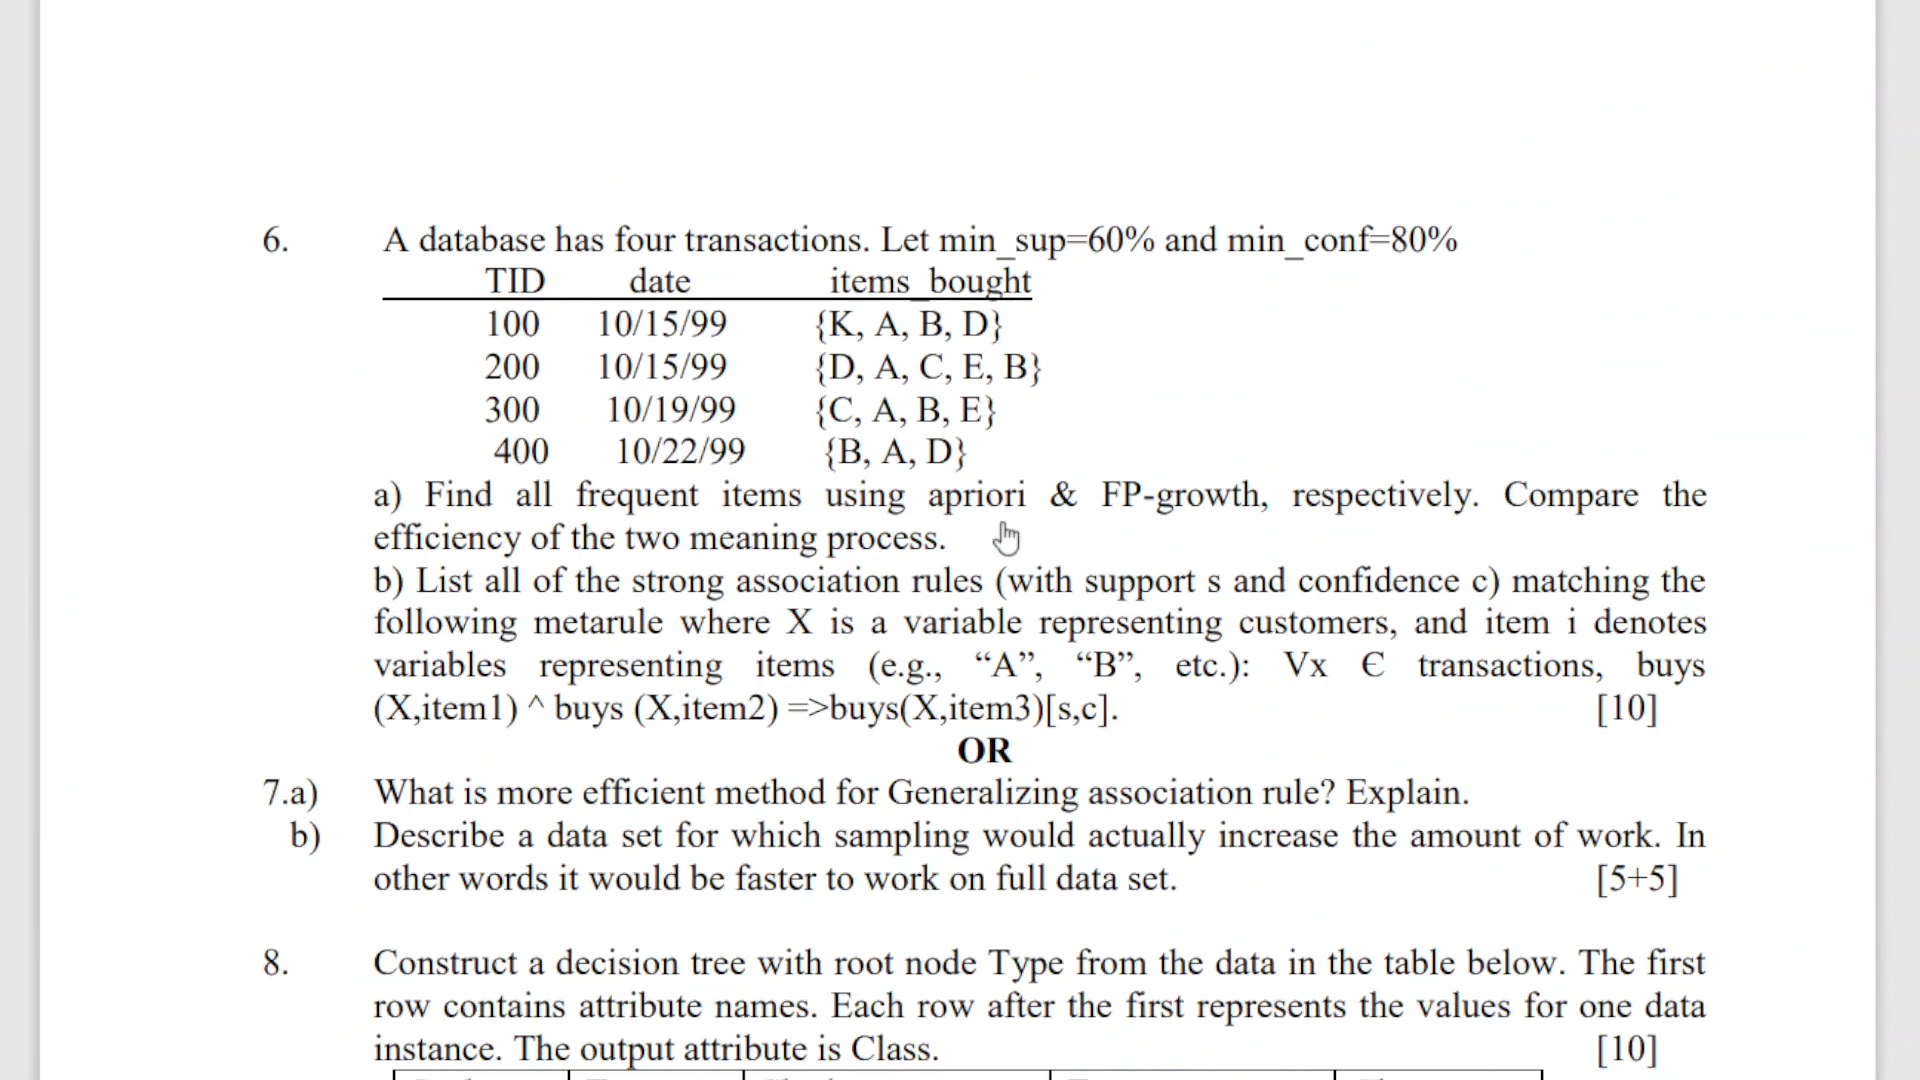 6. A database has four transactions. Let min_sup=60% and min_conf=80%
TID date items_bought
100 10/15/99 {K, A, B, D}
200 10/15/99 {D, A, C, E, B}
300 10/19/99 {C, A, B, E}
400 10/22/99 {B, A, D}
a) Find all frequent items using apriori & FP-growth, respectively. Compare the
efficiency of the two meaning process.
b) List all of the strong association rules (with support s and confidence c) matching the
following metarule where X is a variable representing customers, and item i denotes
variables representing items (e.g., “A”, “B”, etc.): Vx Є transactions, buys
(X,item1) ^ buys (X,item2) =>buys(X,item3)[s,c]. [10]
OR
7.a) What is more efficient method for Generalizing association rule? Explain.
b) Describe a data set for which sampling would actually increase the amount of work. In
other words it would be faster to work on full data set. [5+5]
8. Construct a decision tree with root node Type from the data in the table below. The first
row contains attribute names. Each row after the first represents the values for one data
instance. The output attribute is Class. [10]